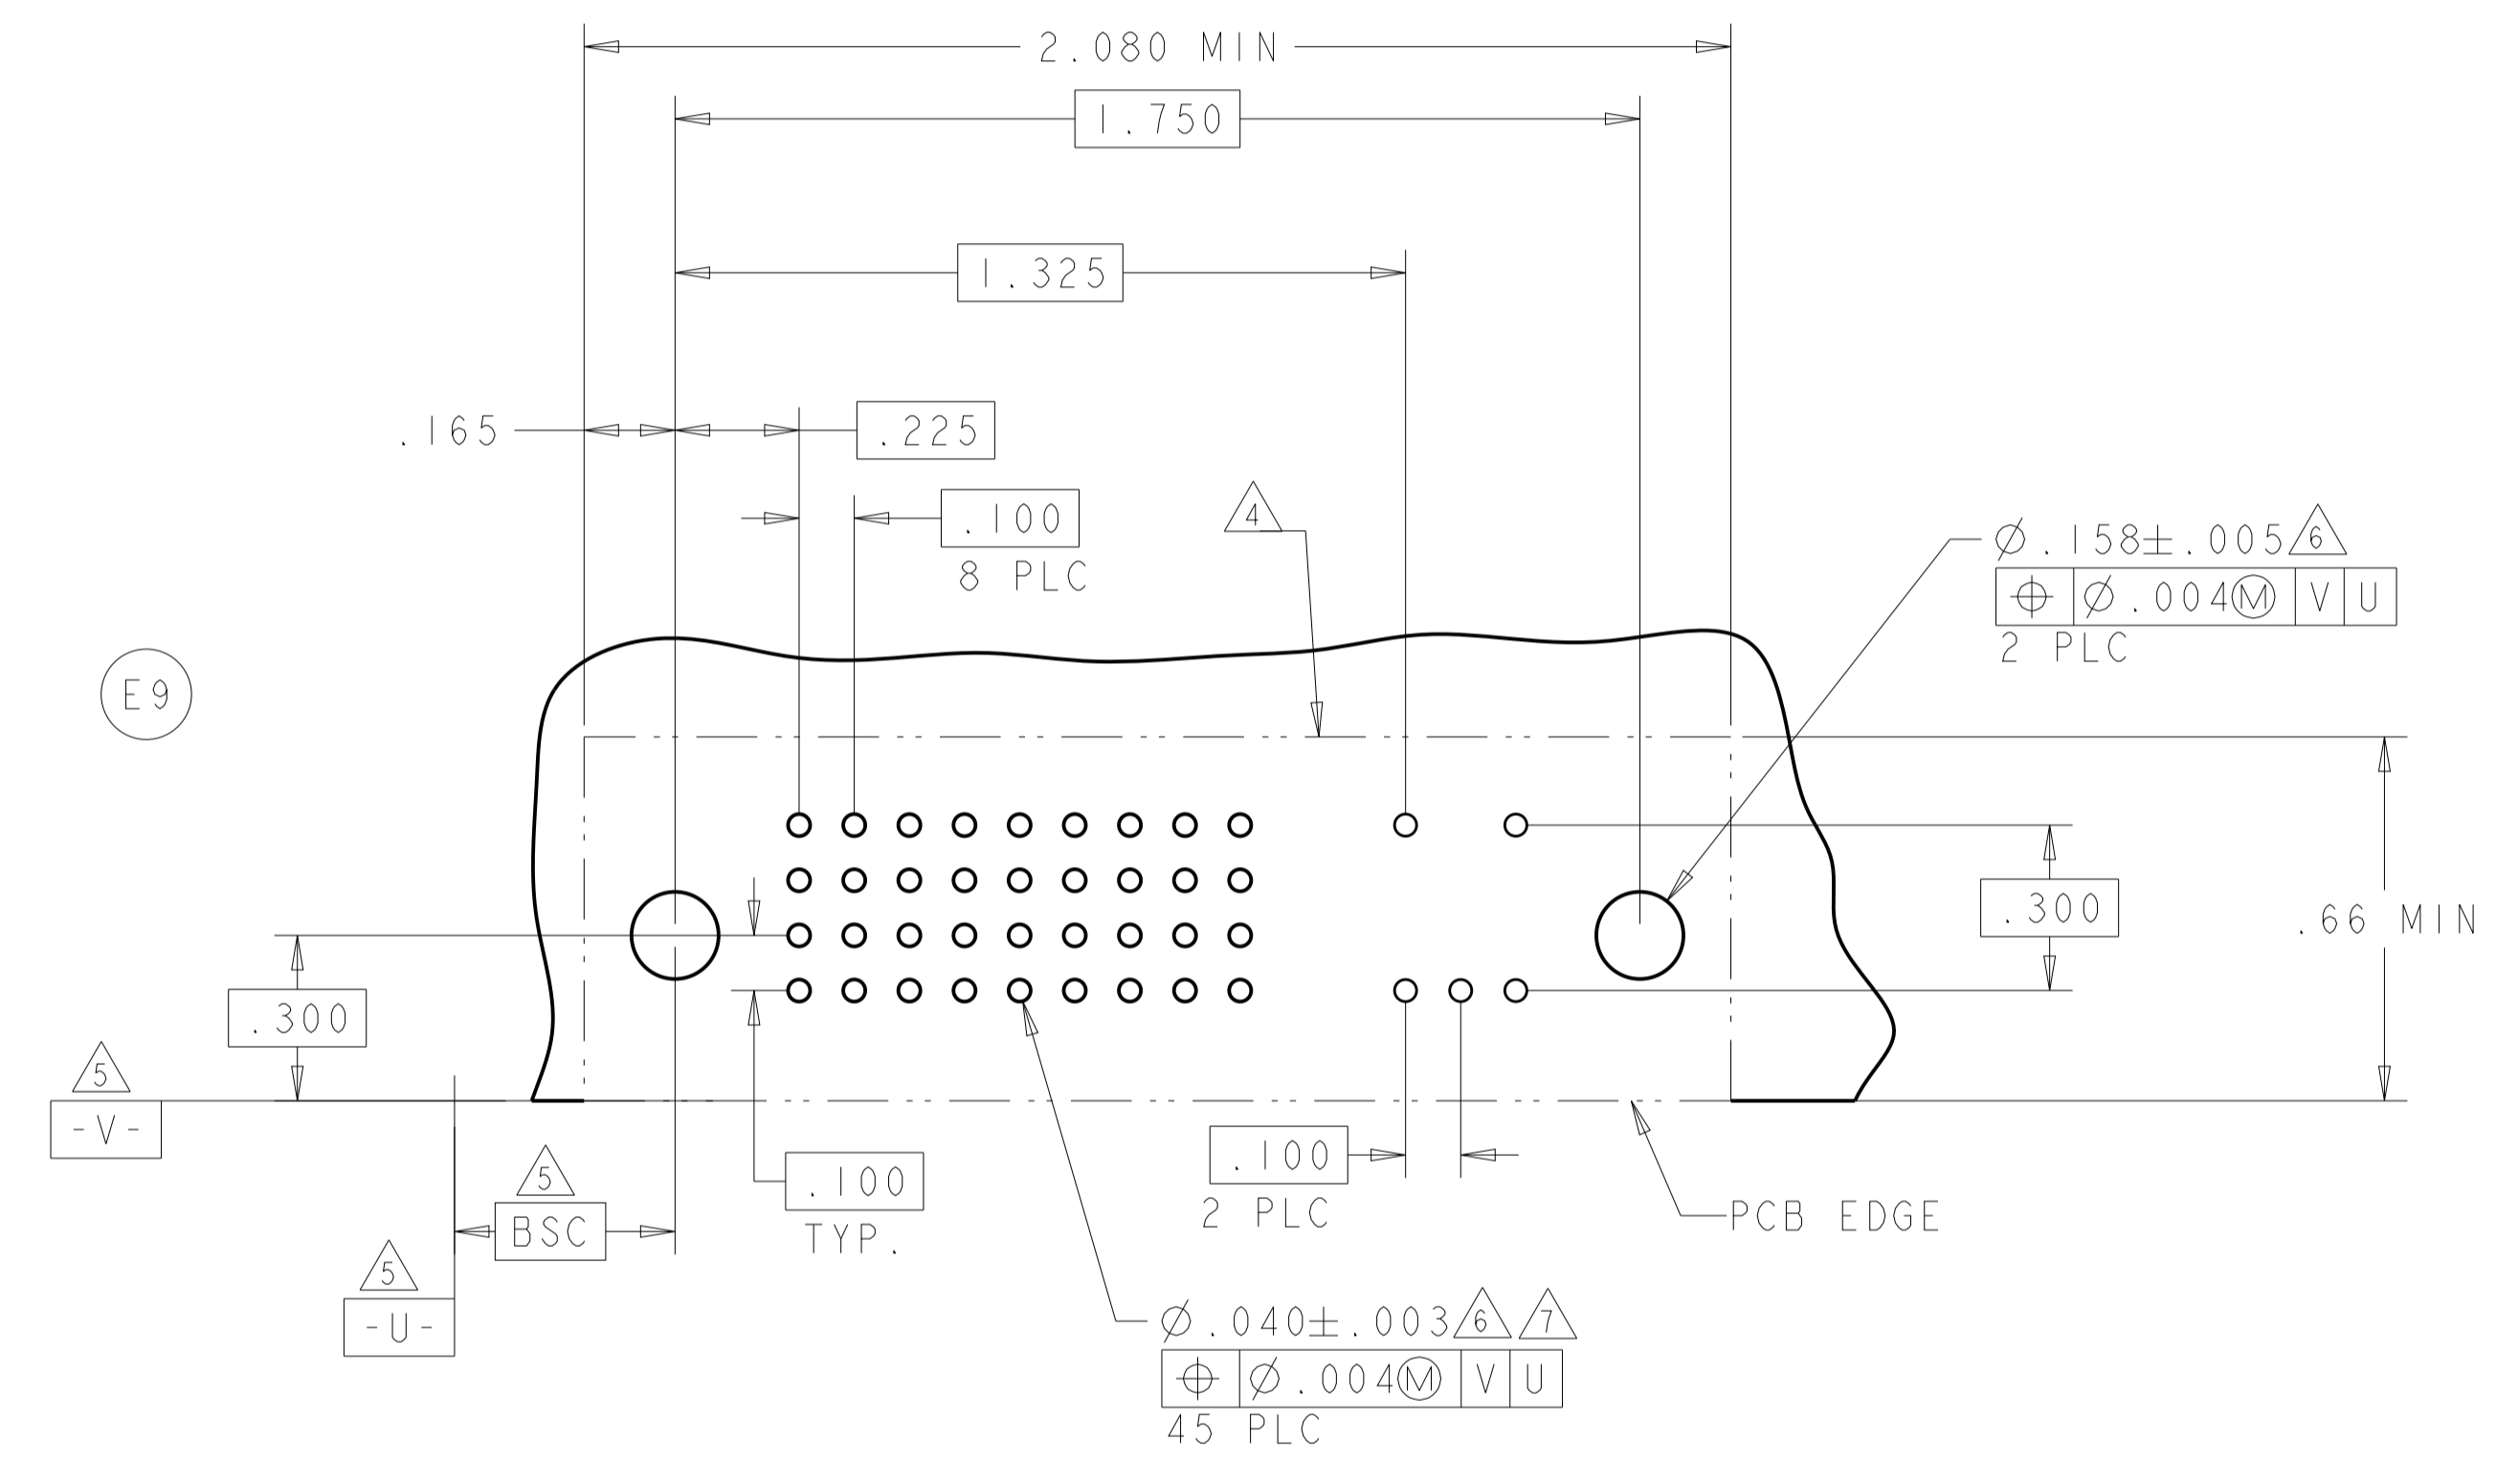 2.080 MIN
1.750
1.325
.165
.225
.100
8 PLC
4
⌀.158±.005 6
⌖ ⌀.004Ⓜ V U
2 PLC
E9
.300
.66 MIN
.300
5
-V-
5
BSC
5
-U-
.100
TYP.
.100
2 PLC
PCB EDGE
⌀.040±.003 6 7
⌖ ⌀.004Ⓜ V U
45 PLC